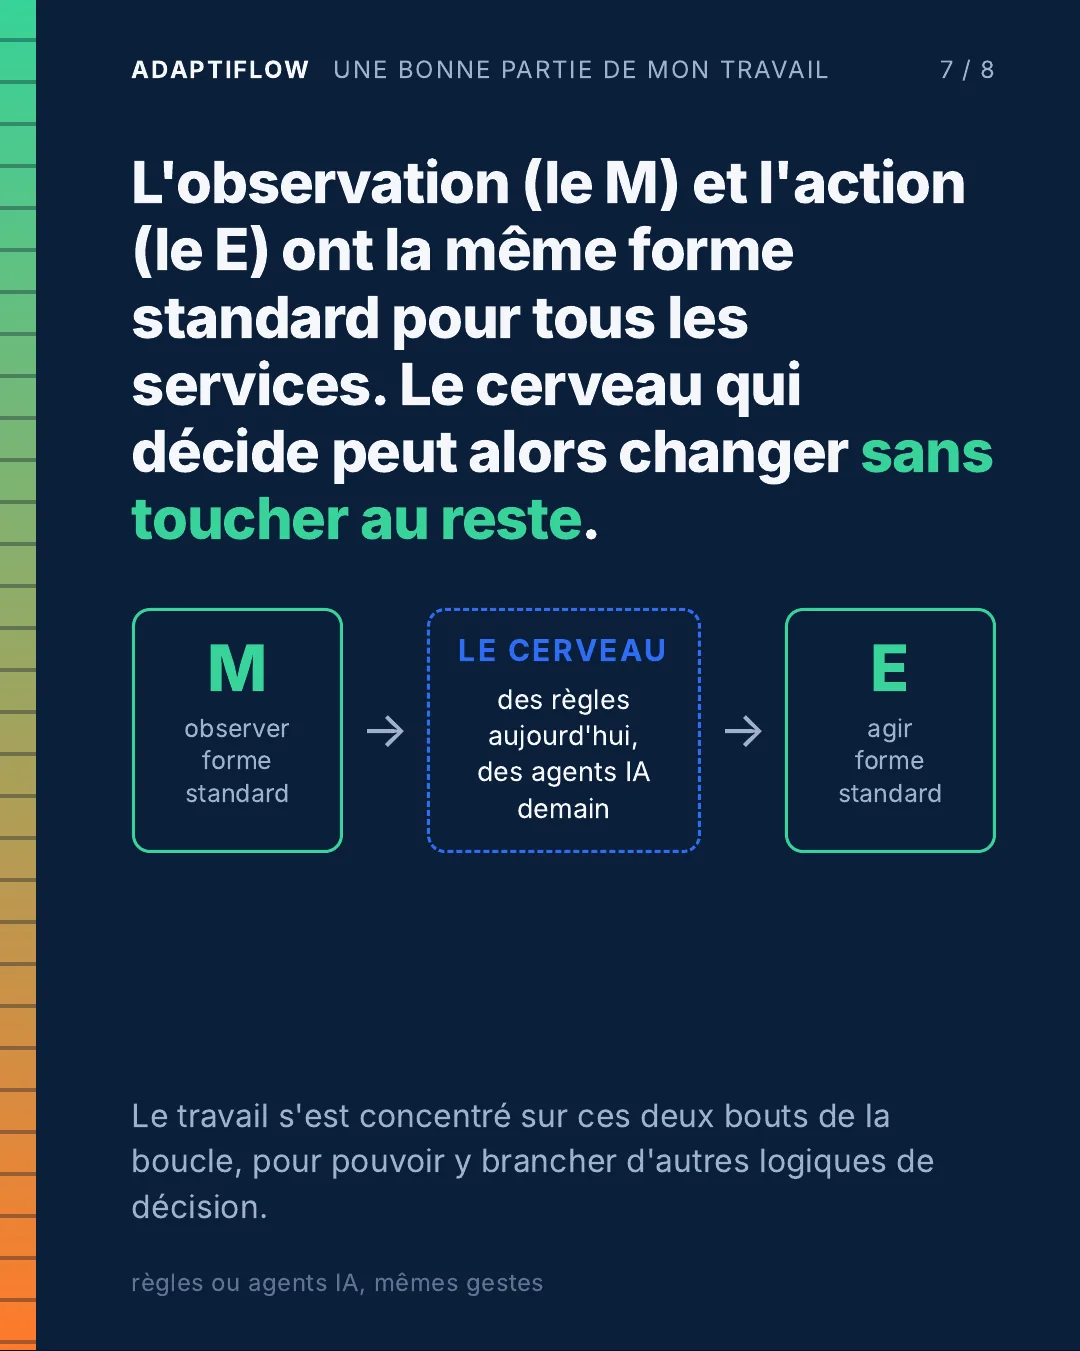 ADAPTIFLOW UNE BONNE PARTIE DE MON TRAVAIL 7 / 8
L'observation (le M) et l'action
(le E) ont la même forme
standard pour tous les
services. Le cerveau qui
décide peut alors changer sans
toucher au reste.
M
observer
forme
standard
→
LE CERVEAU
des règles
aujourd'hui,
des agents IA
demain
→
E
agir
forme
standard
Le travail s'est concentré sur ces deux bouts de la
boucle, pour pouvoir y brancher d'autres logiques de
décision.
règles ou agents IA, mêmes gestes